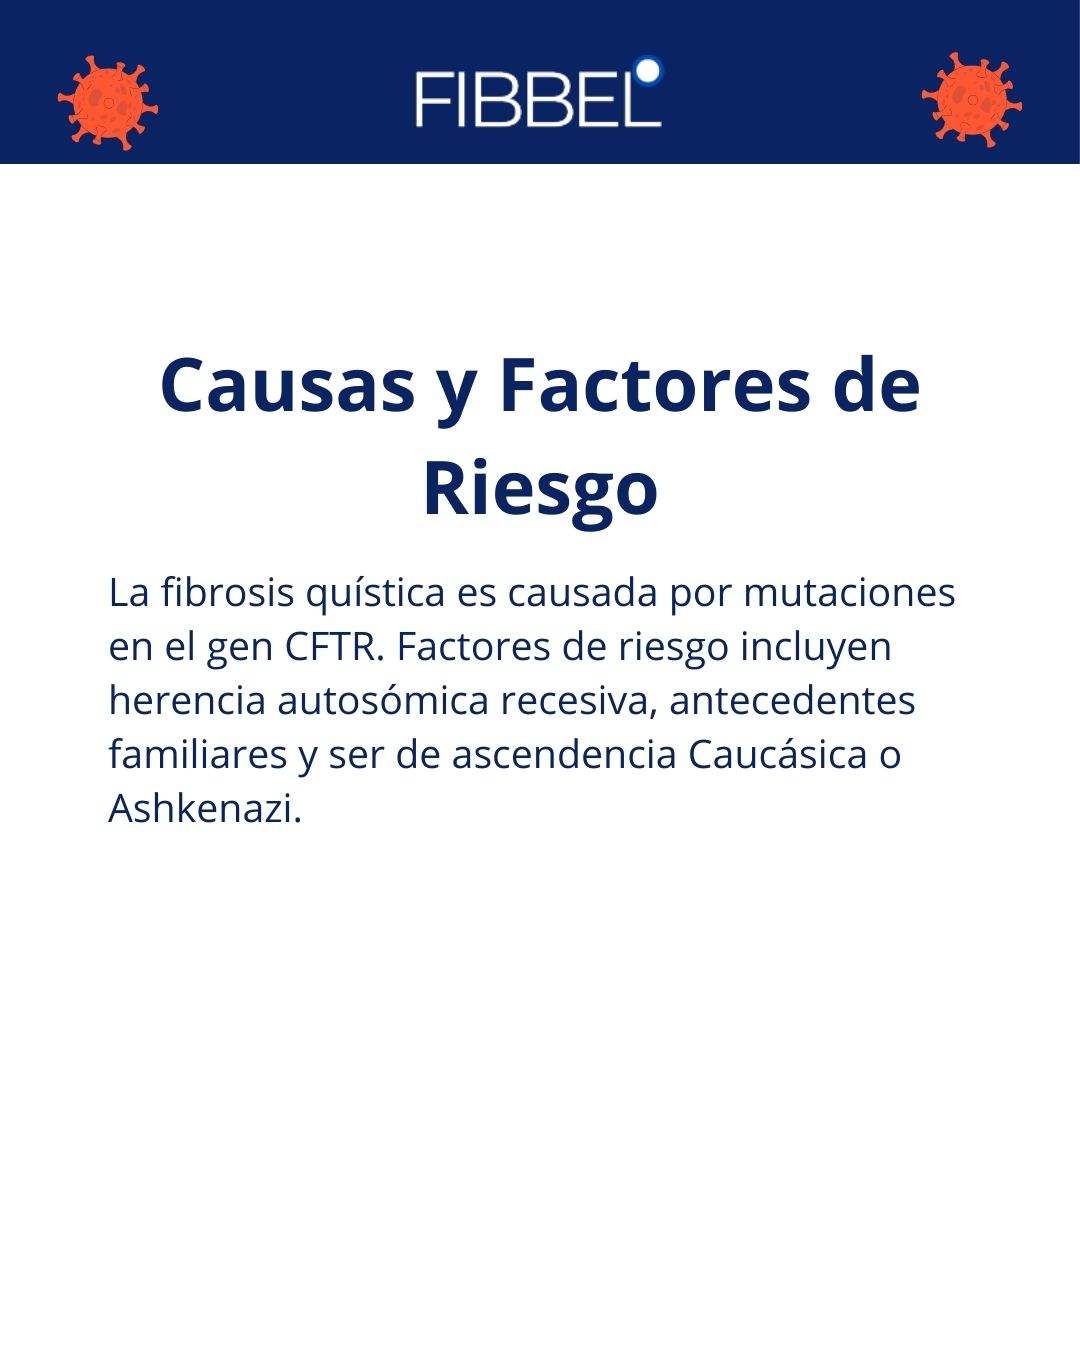 FIBBEL
Causas y Factores de
Riesgo
La fibrosis quística es causada por mutaciones
en el gen CFTR. Factores de riesgo incluyen
herencia autosómica recesiva, antecedentes
familiares y ser de ascendencia Caucásica o
Ashkenazi.